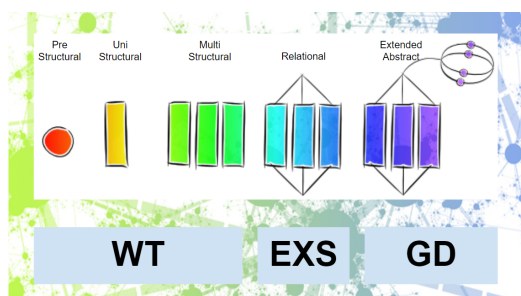 Pre
Structural
Uni
Structural
Multi
Structural
Relational
Extended
Abstract
WT
EXS
GD